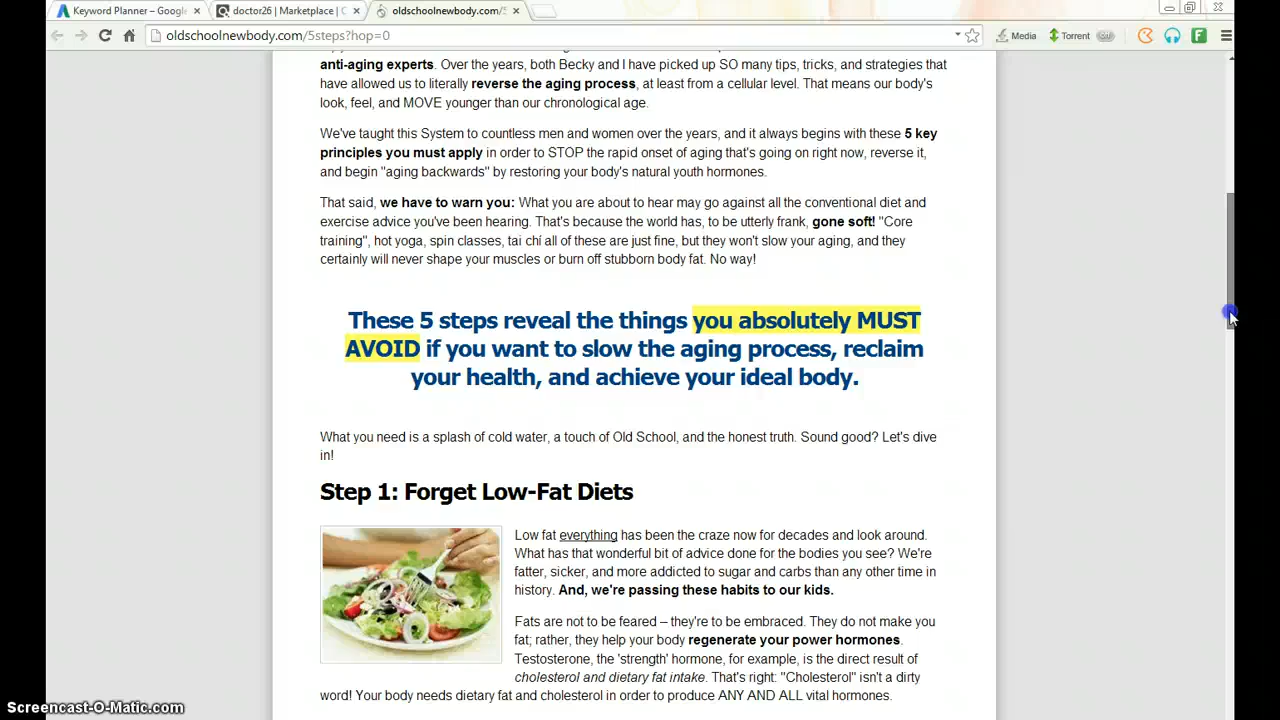 Keyword Planner – Google
doctor26 | Marketplace | C
oldschoolnewbody.com/5
oldschoolnewbody.com/5steps?hop=0
Media
Torrent
anti-aging experts. Over the years, both Becky and I have picked up SO many tips, tricks, and strategies that
have allowed us to literally reverse the aging process, at least from a cellular level. That means our body's
look, feel, and MOVE younger than our chronological age.
We've taught this System to countless men and women over the years, and it always begins with these 5 key
principles you must apply in order to STOP the rapid onset of aging that's going on right now, reverse it,
and begin "aging backwards" by restoring your body's natural youth hormones.
That said, we have to warn you: What you are about to hear may go against all the conventional diet and
exercise advice you've been hearing. That's because the world has, to be utterly frank, gone soft! "Core
training", hot yoga, spin classes, tai chí all of these are just fine, but they won't slow your aging, and they
certainly will never shape your muscles or burn off stubborn body fat. No way!
These 5 steps reveal the things you absolutely MUST
AVOID if you want to slow the aging process, reclaim
your health, and achieve your ideal body.
What you need is a splash of cold water, a touch of Old School, and the honest truth. Sound good? Let's dive
in!
Step 1: Forget Low-Fat Diets
Low fat everything has been the craze now for decades and look around.
What has that wonderful bit of advice done for the bodies you see? We're
fatter, sicker, and more addicted to sugar and carbs than any other time in
history. And, we're passing these habits to our kids.
Fats are not to be feared – they're to be embraced. They do not make you
fat; rather, they help your body regenerate your power hormones.
Testosterone, the 'strength' hormone, for example, is the direct result of
cholesterol and dietary fat intake. That's right: "Cholesterol" isn't a dirty
word! Your body needs dietary fat and cholesterol in order to produce ANY AND ALL vital hormones.
Screencast-O-Matic.com